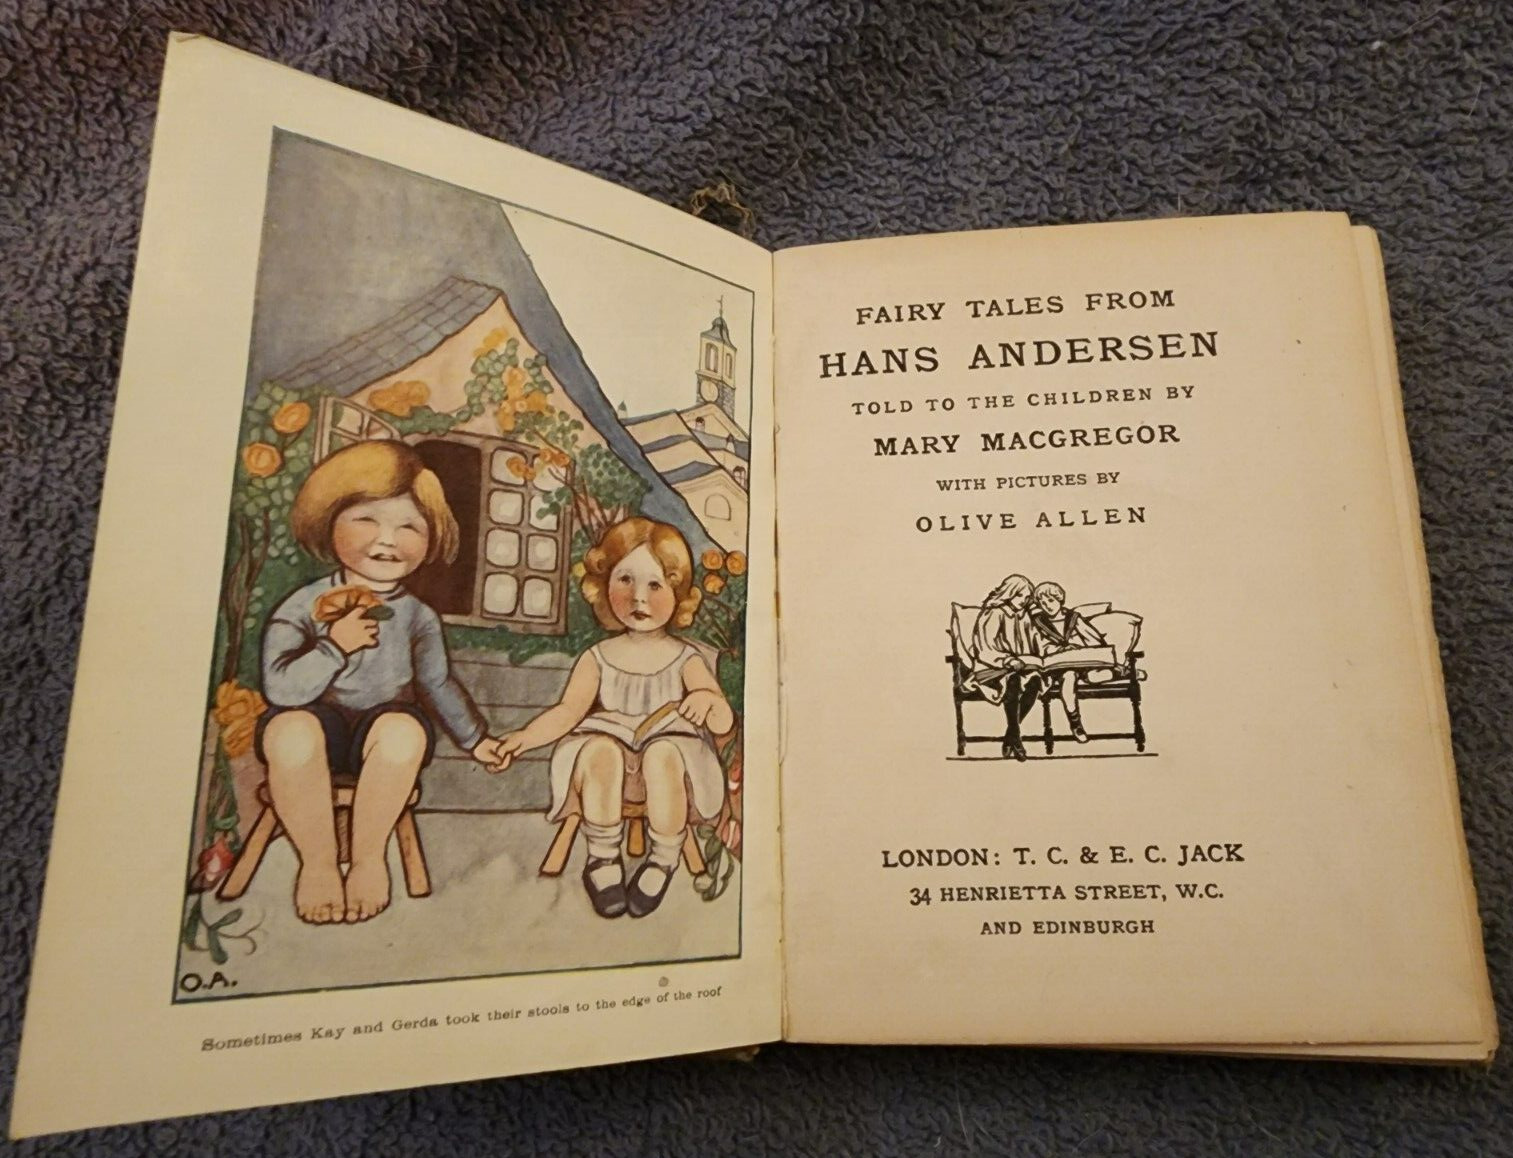 O.A.
Sometimes Kay and Gerda took their stools to the edge of the roof
FAIRY TALES FROM
HANS ANDERSEN
TOLD TO THE CHILDREN BY
MARY MACGREGOR
WITH PICTURES BY
OLIVE ALLEN
LONDON: T. C. & E. C. JACK
34 HENRIETTA STREET, W.C.
AND EDINBURGH